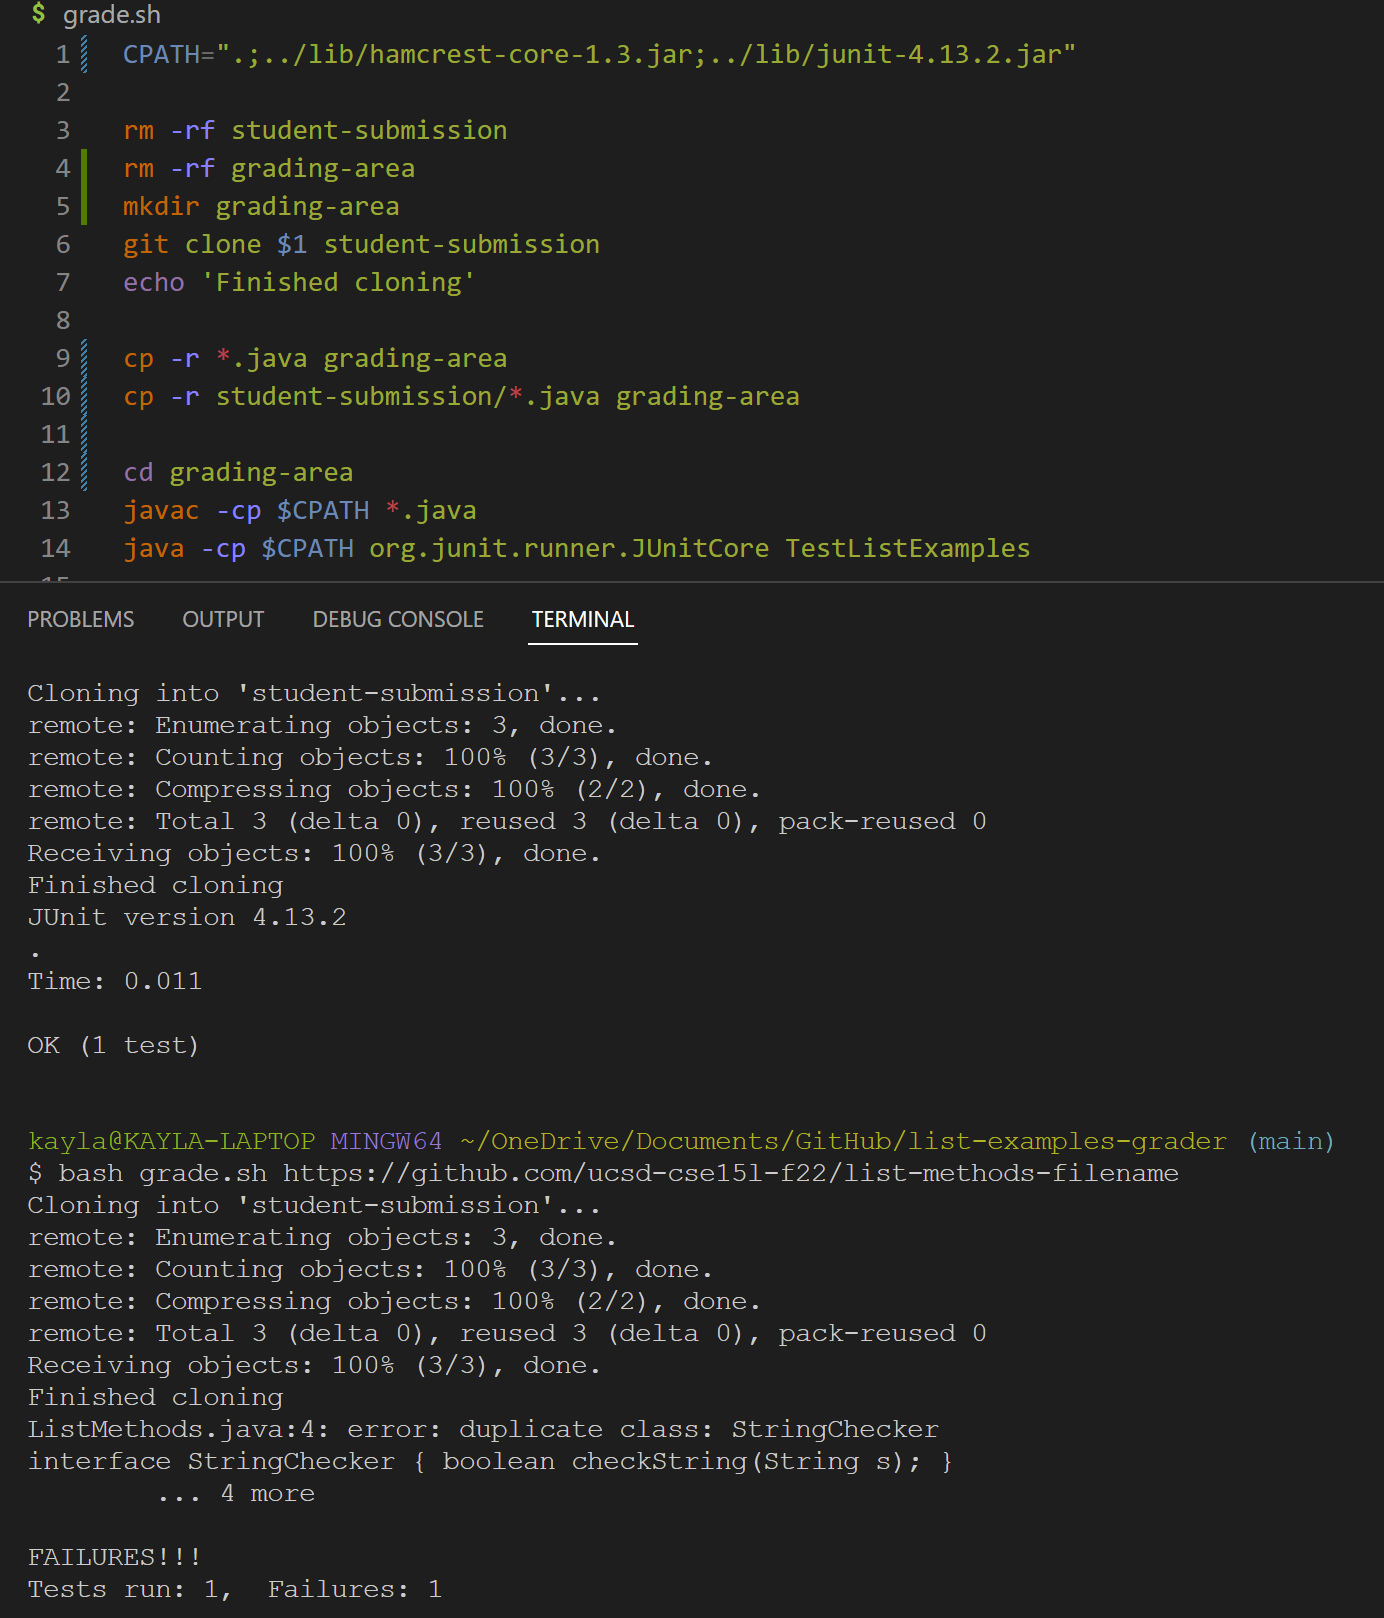 $ grade.sh
1 CPATH=".;../lib/hamcrest-core-1.3.jar;../lib/junit-4.13.2.jar"
2
3 rm -rf student-submission
4 rm -rf grading-area
5 mkdir grading-area
6 git clone $1 student-submission
7 echo 'Finished cloning'
8
9 cp -r *.java grading-area
10 cp -r student-submission/*.java grading-area
11
12 cd grading-area
13 javac -cp $CPATH *.java
14 java -cp $CPATH org.junit.runner.JUnitCore TestListExamples
PROBLEMS OUTPUT DEBUG CONSOLE TERMINAL
Cloning into 'student-submission'...
remote: Enumerating objects: 3, done.
remote: Counting objects: 100% (3/3), done.
remote: Compressing objects: 100% (2/2), done.
remote: Total 3 (delta 0), reused 3 (delta 0), pack-reused 0
Receiving objects: 100% (3/3), done.
Finished cloning
JUnit version 4.13.2
.
Time: 0.011
OK (1 test)
kayla@KAYLA-LAPTOP MINGW64 ~/OneDrive/Documents/GitHub/list-examples-grader (main)
$ bash grade.sh https://github.com/ucsd-cse15l-f22/list-methods-filename
Cloning into 'student-submission'...
remote: Enumerating objects: 3, done.
remote: Counting objects: 100% (3/3), done.
remote: Compressing objects: 100% (2/2), done.
remote: Total 3 (delta 0), reused 3 (delta 0), pack-reused 0
Receiving objects: 100% (3/3), done.
Finished cloning
ListMethods.java:4: error: duplicate class: StringChecker
interface StringChecker { boolean checkString(String s); }
... 4 more
FAILURES!!!
Tests run: 1,  Failures: 1